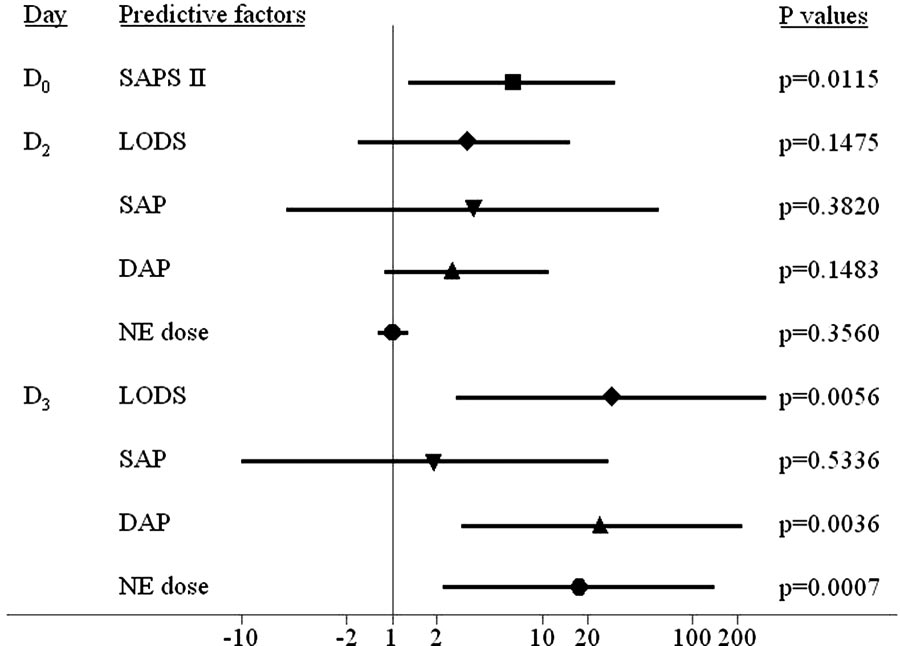 Day Predictive factors P values
D0 SAPS II p=0.0115
D2 LODS p=0.1475
SAP p=0.3820
DAP p=0.1483
NE dose p=0.3560
D3 LODS p=0.0056
SAP p=0.5336
DAP p=0.0036
NE dose p=0.0007
-10 -2 1 2 10 20 100 200